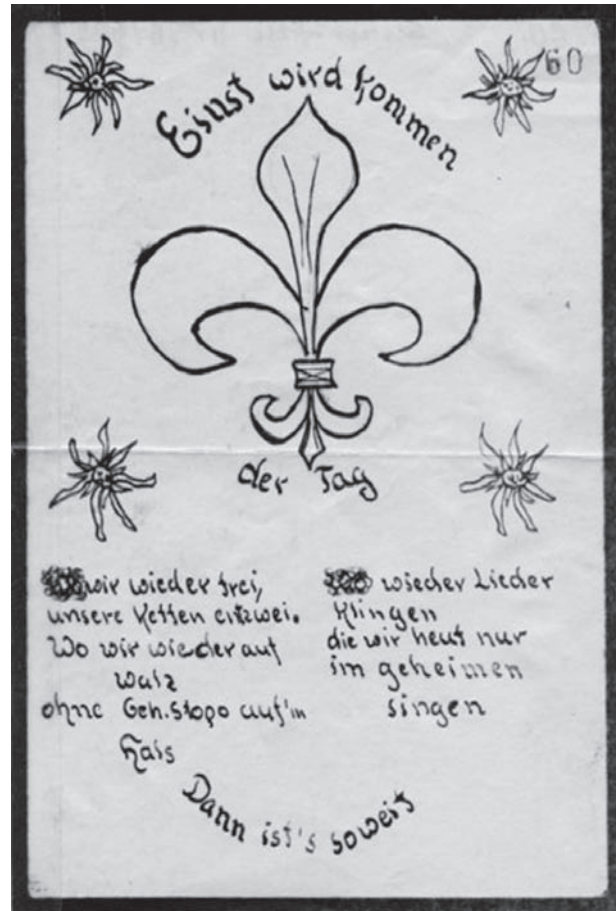 60
Einst wird kommen
der Tag
wir wieder frei,
unsere Ketten entzwei.
Wo wir wieder auf
Walz
ohne Geh.Stapo auf'm
Hals
wieder Lieder
Klingen
die wir heut nur
im geheimen
singen
Dann ist's soweit